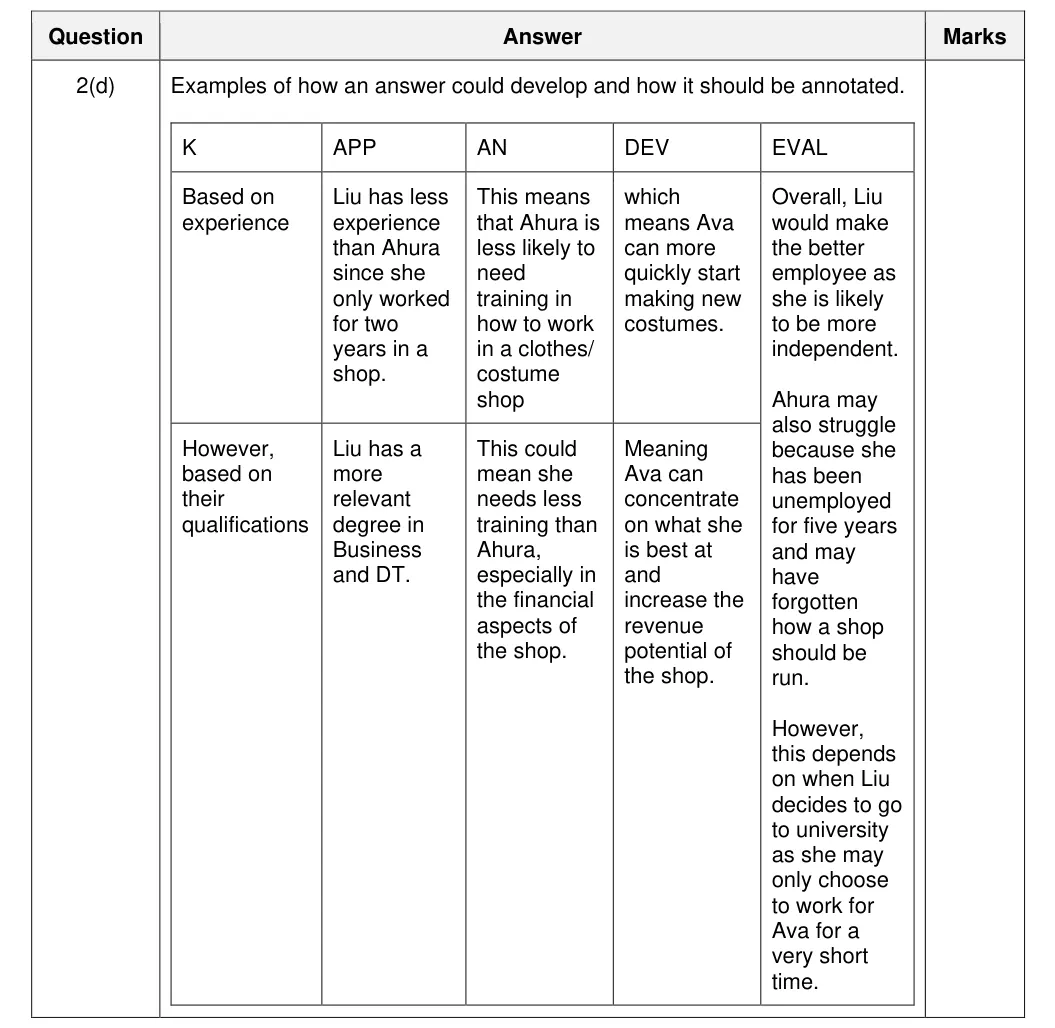 Question Answer Marks
2(d) Examples of how an answer could develop and how it should be annotated.
K APP AN DEV EVAL
Based on
experience
Liu has less
experience
than Ahura
since she
only worked
for two
years in a
shop.
This means
that Ahura is
less likely to
need
training in
how to work
in a clothes/
costume
shop
which
means Ava
can more
quickly start
making new
costumes.
Overall, Liu
would make
the better
employee as
she is likely
to be more
independent.
Ahura may
also struggle
because she
has been
unemployed
for five years
and may
have
forgotten
how a shop
should be
run.
However,
this depends
on when Liu
decides to go
to university
as she may
only choose
to work for
Ava for a
very short
time.
However,
based on
their
qualifications
Liu has a
more
relevant
degree in
Business
and DT.
This could
mean she
needs less
training than
Ahura,
especially in
the financial
aspects of
the shop.
Meaning
Ava can
concentrate
on what she
is best at
and
increase the
revenue
potential of
the shop.